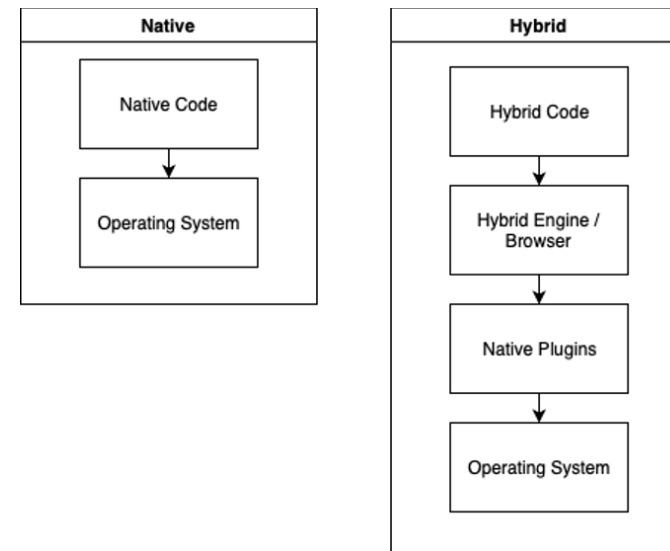 Native
Native Code
Operating System
Hybrid
Hybrid Code
Hybrid Engine /
Browser
Native Plugins
Operating System